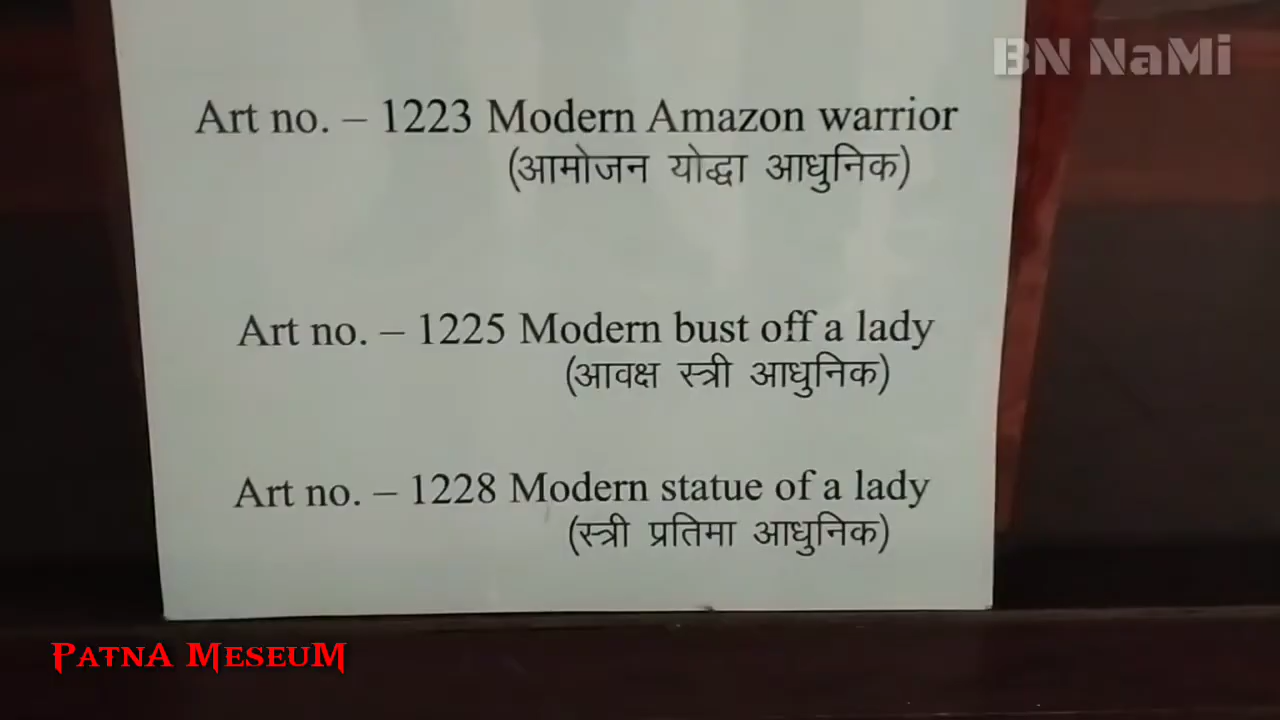 BN NaMi
Art no. – 1223 Modern Amazon warrior
(आमोजन योद्धा आधुनिक)
Art no. – 1225 Modern bust off a lady
(आवक्ष स्त्री आधुनिक)
Art no. – 1228 Modern statue of a lady
(स्त्री प्रतिमा आधुनिक)
PATNA MESEUM